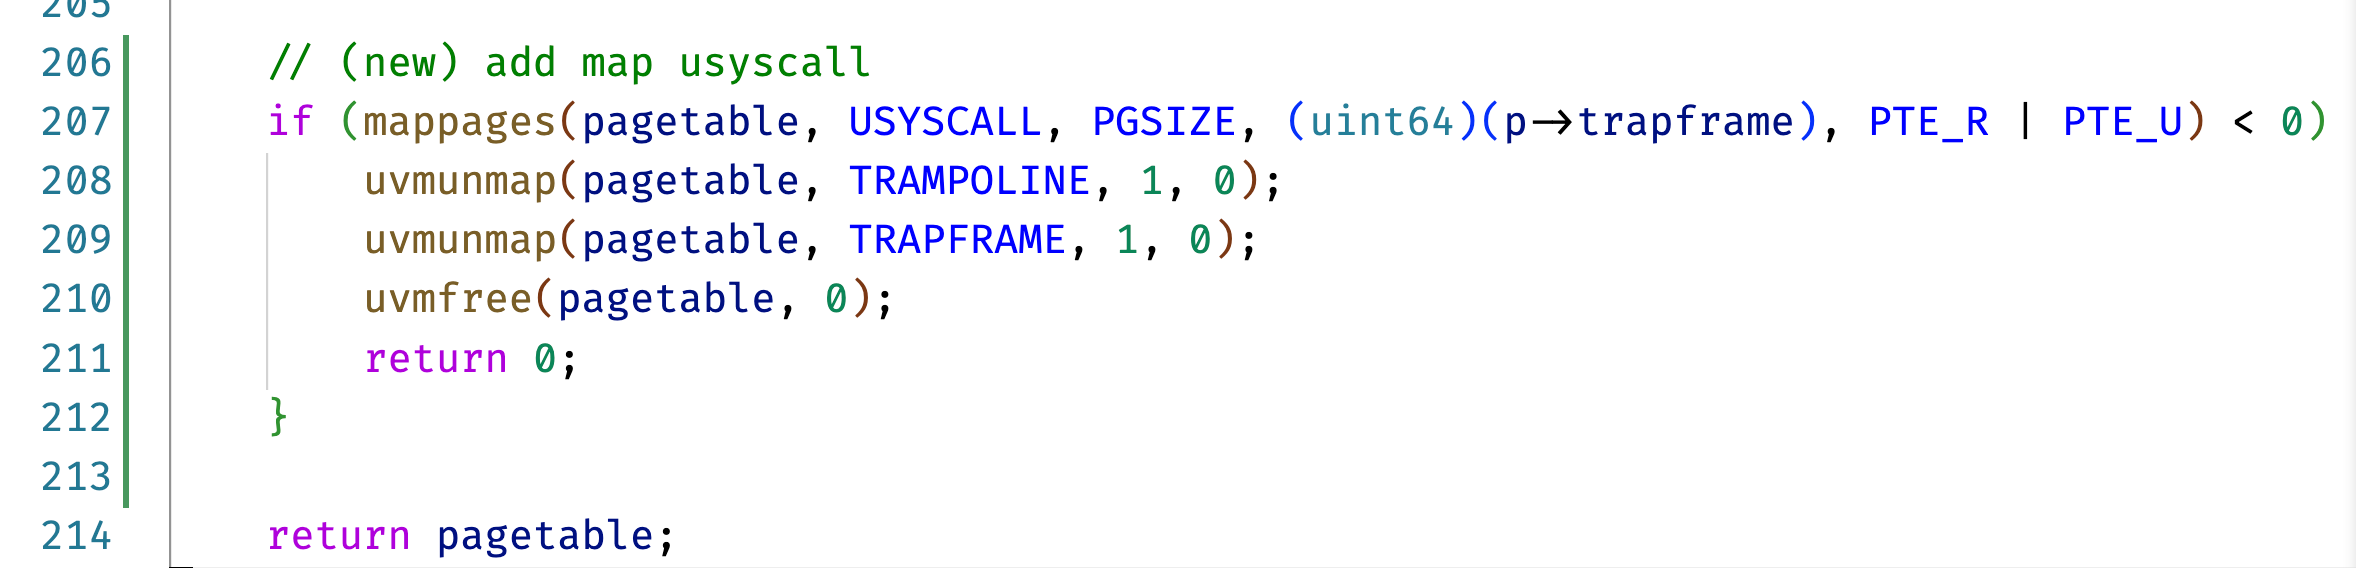 205
206 // (new) add map usyscall
207 if (mappages(pagetable, USYSCALL, PGSIZE, (uint64)(p->trapframe), PTE_R | PTE_U) < 0)
208 uvmunmap(pagetable, TRAMPOLINE, 1, 0);
209 uvmunmap(pagetable, TRAPFRAME, 1, 0);
210 uvmfree(pagetable, 0);
211 return 0;
212 }
213
214 return pagetable;